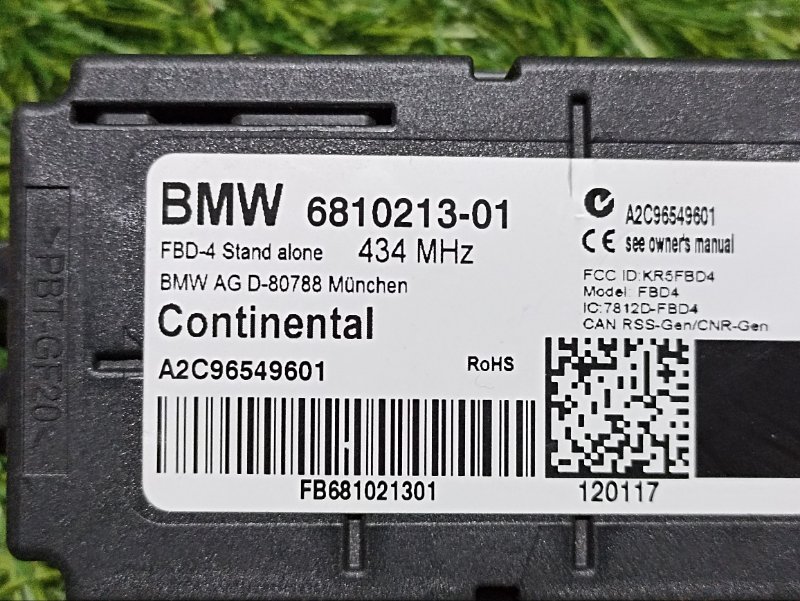 BMW 6810213-01
FBD-4 Stand alone 434 MHz
BMW AG D-80788 München
Continental
A2C96549601
RoHS
FB681021301
A2C96549601
CE see owner's manual
FCC ID:KR5FBD4
Model: FBD4
IC:7812D-FBD4
CAN RSS-Gen/CNR-Gen
120117
>PBT-GF20<